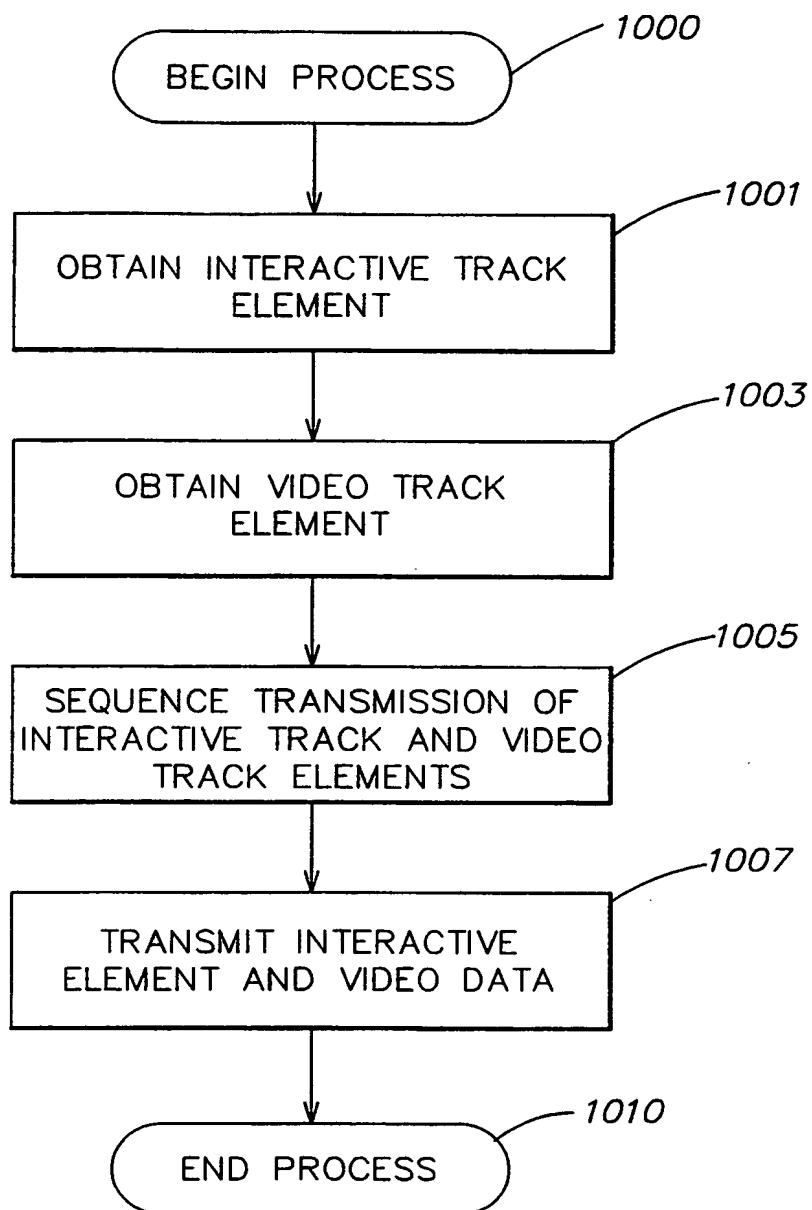 1000
BEGIN PROCESS
1001
OBTAIN INTERACTIVE TRACK
ELEMENT
1003
OBTAIN VIDEO TRACK
ELEMENT
1005
SEQUENCE TRANSMISSION OF
INTERACTIVE TRACK AND VIDEO
TRACK ELEMENTS
1007
TRANSMIT INTERACTIVE
ELEMENT AND VIDEO DATA
1010
END PROCESS